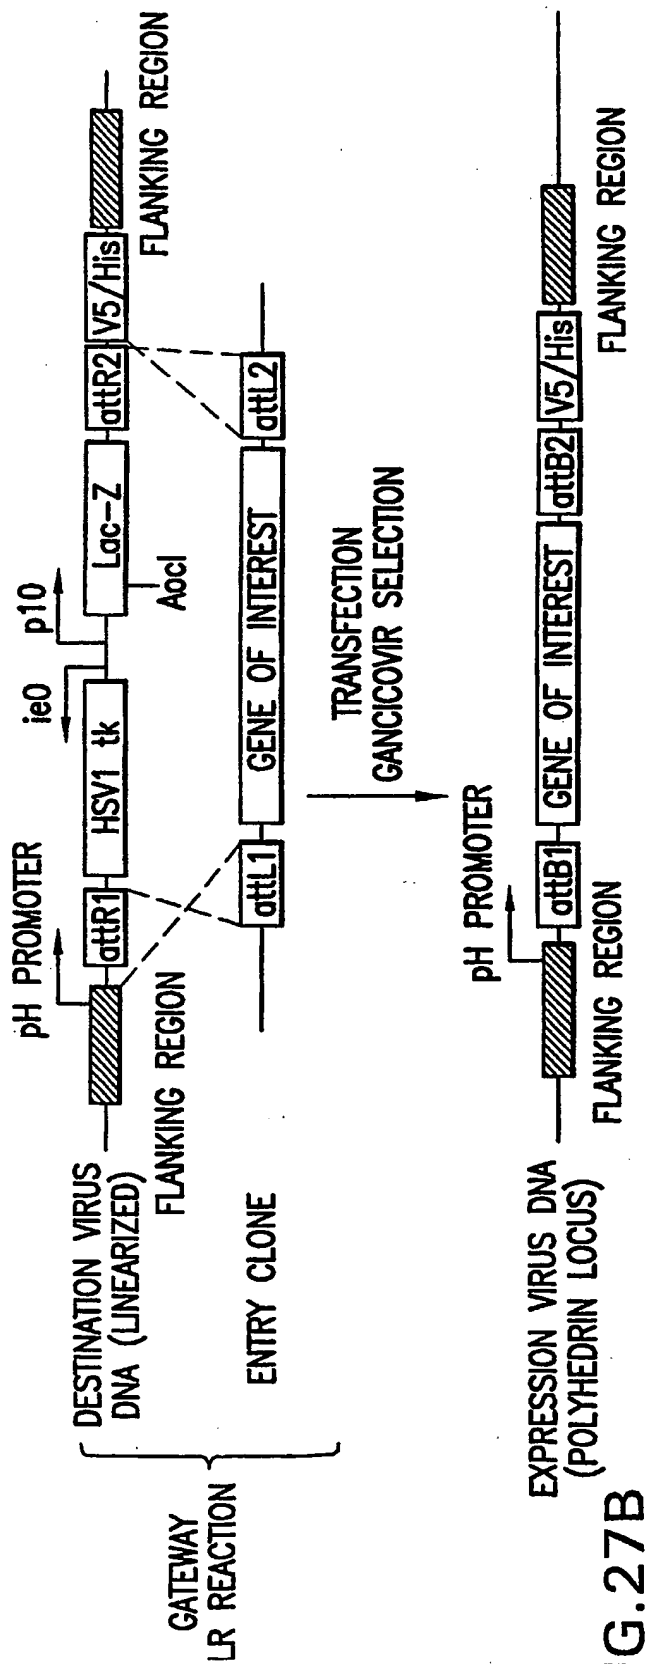 GATEWAY
LR REACTION
DESTINATION VIRUS
DNA (LINEARIZED)
pH PROMOTER
ie0
p10
attR1
HSV1 tk
Lac-Z
attR2
V5/His
AocI
FLANKING REGION
FLANKING REGION
ENTRY CLONE
attL1
GENE OF INTEREST
attL2
TRANSFECTION
GANCICOVIR SELECTION
EXPRESSION VIRUS DNA
(POLYHEDRIN LOCUS)
pH PROMOTER
attB1
GENE OF INTEREST
attB2
V5/His
FLANKING REGION
FLANKING REGION
G.27B